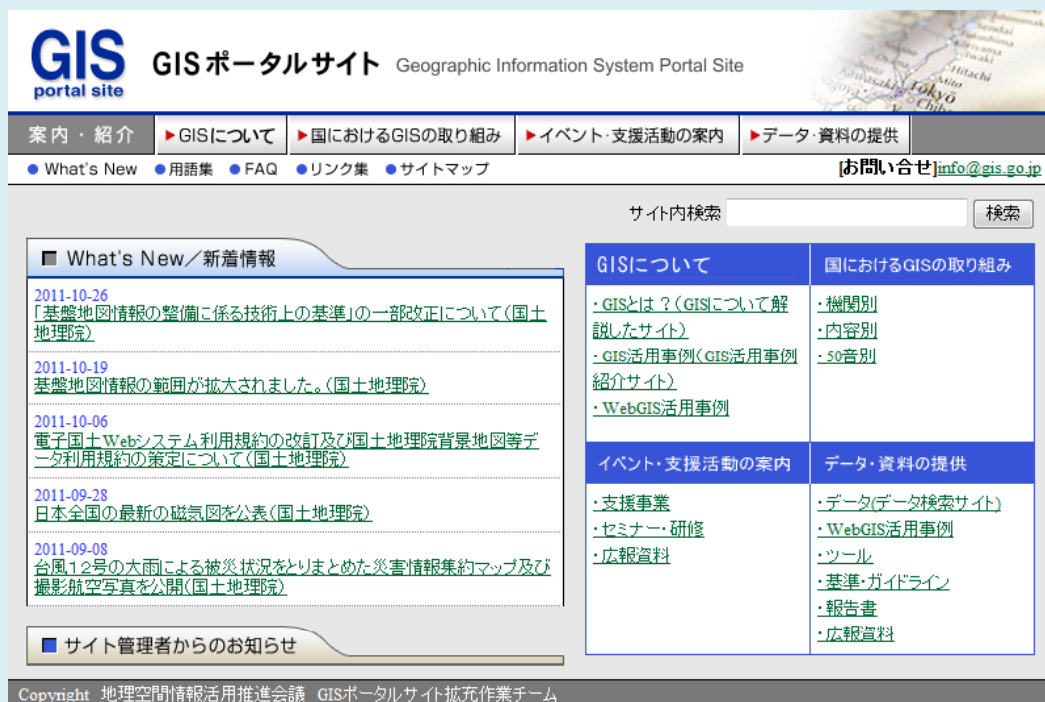 GIS
portal site
GISポータルサイト Geographic Information System Portal Site
Sendai
Iwaki
Hitachi
Mito
Tōkyō
Chiba
案内・紹介 ▶GISについて ▶国におけるGISの取り組み ▶イベント・支援活動の案内 ▶データ・資料の提供
● What's New ●用語集 ●FAQ ●リンク集 ●サイトマップ [お問い合せ]info@gis.go.jp
サイト内検索 検索
What's New／新着情報
2011-10-26
「基盤地図情報の整備に係る技術上の基準」の一部改正について(国土
地理院)
2011-10-19
基盤地図情報の範囲が拡大されました。(国土地理院)
2011-10-06
電子国土Webシステム利用規約の改訂及び国土地理院背景地図等デ
ータ利用規約の策定について(国土地理院)
2011-09-28
日本全国の最新の磁気図を公表(国土地理院)
2011-09-08
台風12号の大雨による被災状況をとりまとめた災害情報集約マップ及び
撮影航空写真を公開(国土地理院)
サイト管理者からのお知らせ
GISについて
・GISとは？(GISについて解
説したサイト)
・GIS活用事例(GIS活用事例
紹介サイト)
・WebGIS活用事例
国におけるGISの取り組み
・機関別
・内容別
・50音別
イベント・支援活動の案内
・支援事業
・セミナー・研修
・広報資料
データ・資料の提供
・データ(データ検索サイト)
・WebGIS活用事例
・ツール
・基準・ガイドライン
・報告書
・広報資料
Copyright 地理空間情報活用推進会議 GISポータルサイト拡充作業チーム